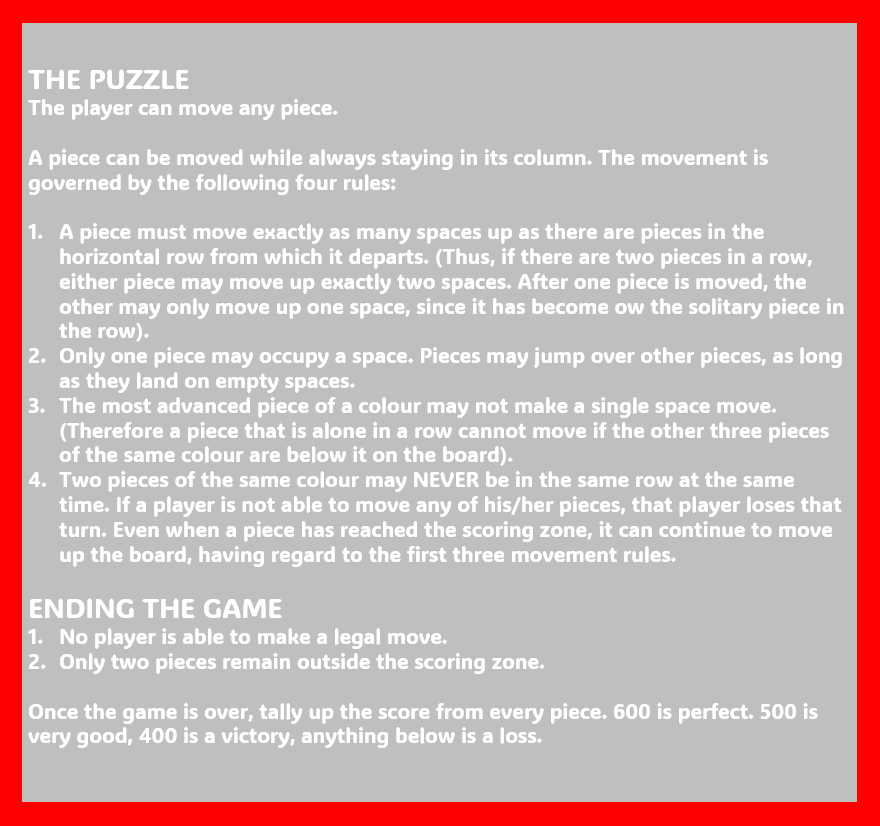 THE PUZZLE
The player can move any piece.
A piece can be moved while always staying in its column. The movement is
governed by the following four rules:
1. A piece must move exactly as many spaces up as there are pieces in the
horizontal row from which it departs. (Thus, if there are two pieces in a row,
either piece may move up exactly two spaces. After one piece is moved, the
other may only move up one space, since it has become ow the solitary piece in
the row).
2. Only one piece may occupy a space. Pieces may jump over other pieces, as long
as they land on empty spaces.
3. The most advanced piece of a colour may not make a single space move.
(Therefore a piece that is alone in a row cannot move if the other three pieces
of the same colour are below it on the board).
4. Two pieces of the same colour may NEVER be in the same row at the same
time. If a player is not able to move any of his/her pieces, that player loses that
turn. Even when a piece has reached the scoring zone, it can continue to move
up the board, having regard to the first three movement rules.
ENDING THE GAME
1. No player is able to make a legal move.
2. Only two pieces remain outside the scoring zone.
Once the game is over, tally up the score from every piece. 600 is perfect. 500 is
very good, 400 is a victory, anything below is a loss.